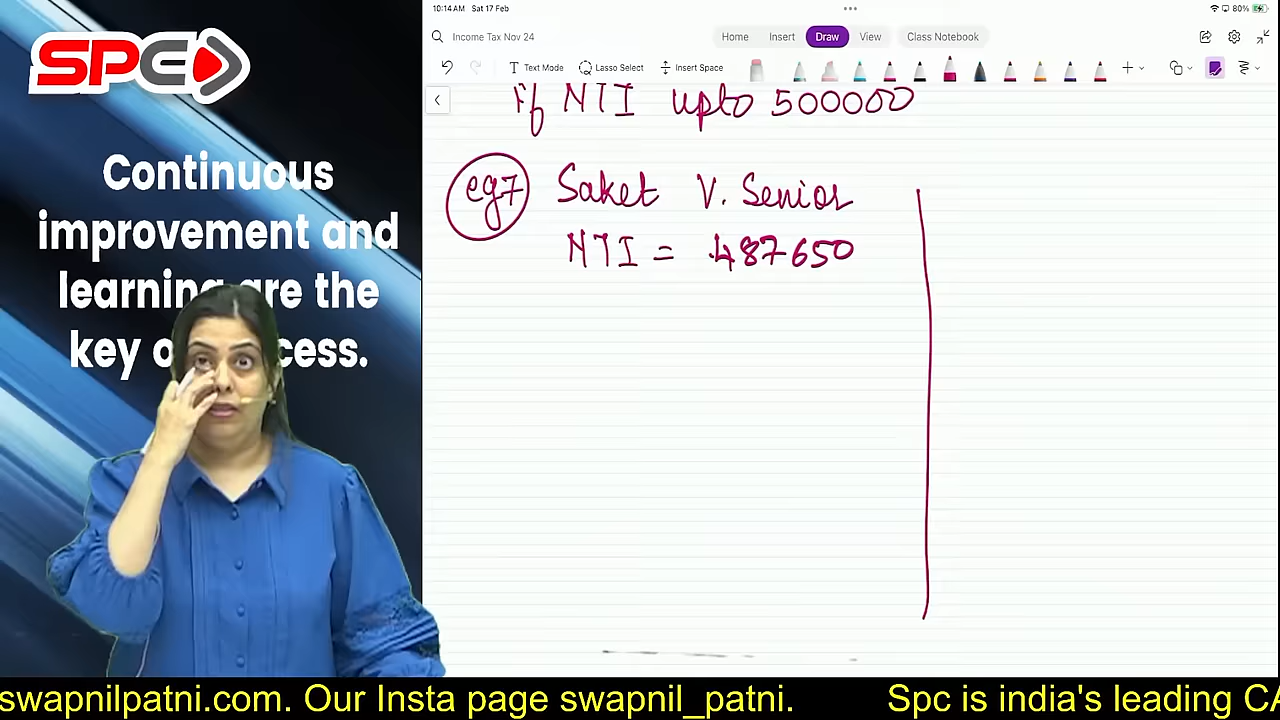 SPC
Continuous
improvement and
learning are the
key o cess.
10:14 AM Sat 17 Feb
80%
Income Tax Nov 24
Home Insert Draw View Class Notebook
Text Mode Lasso Select Insert Space
if NTI upto 500000
eg7 Saket V. Senior
NTI = 487650
swapnilpatni.com. Our Insta page swapnil_patni. Spc is india's leading CA